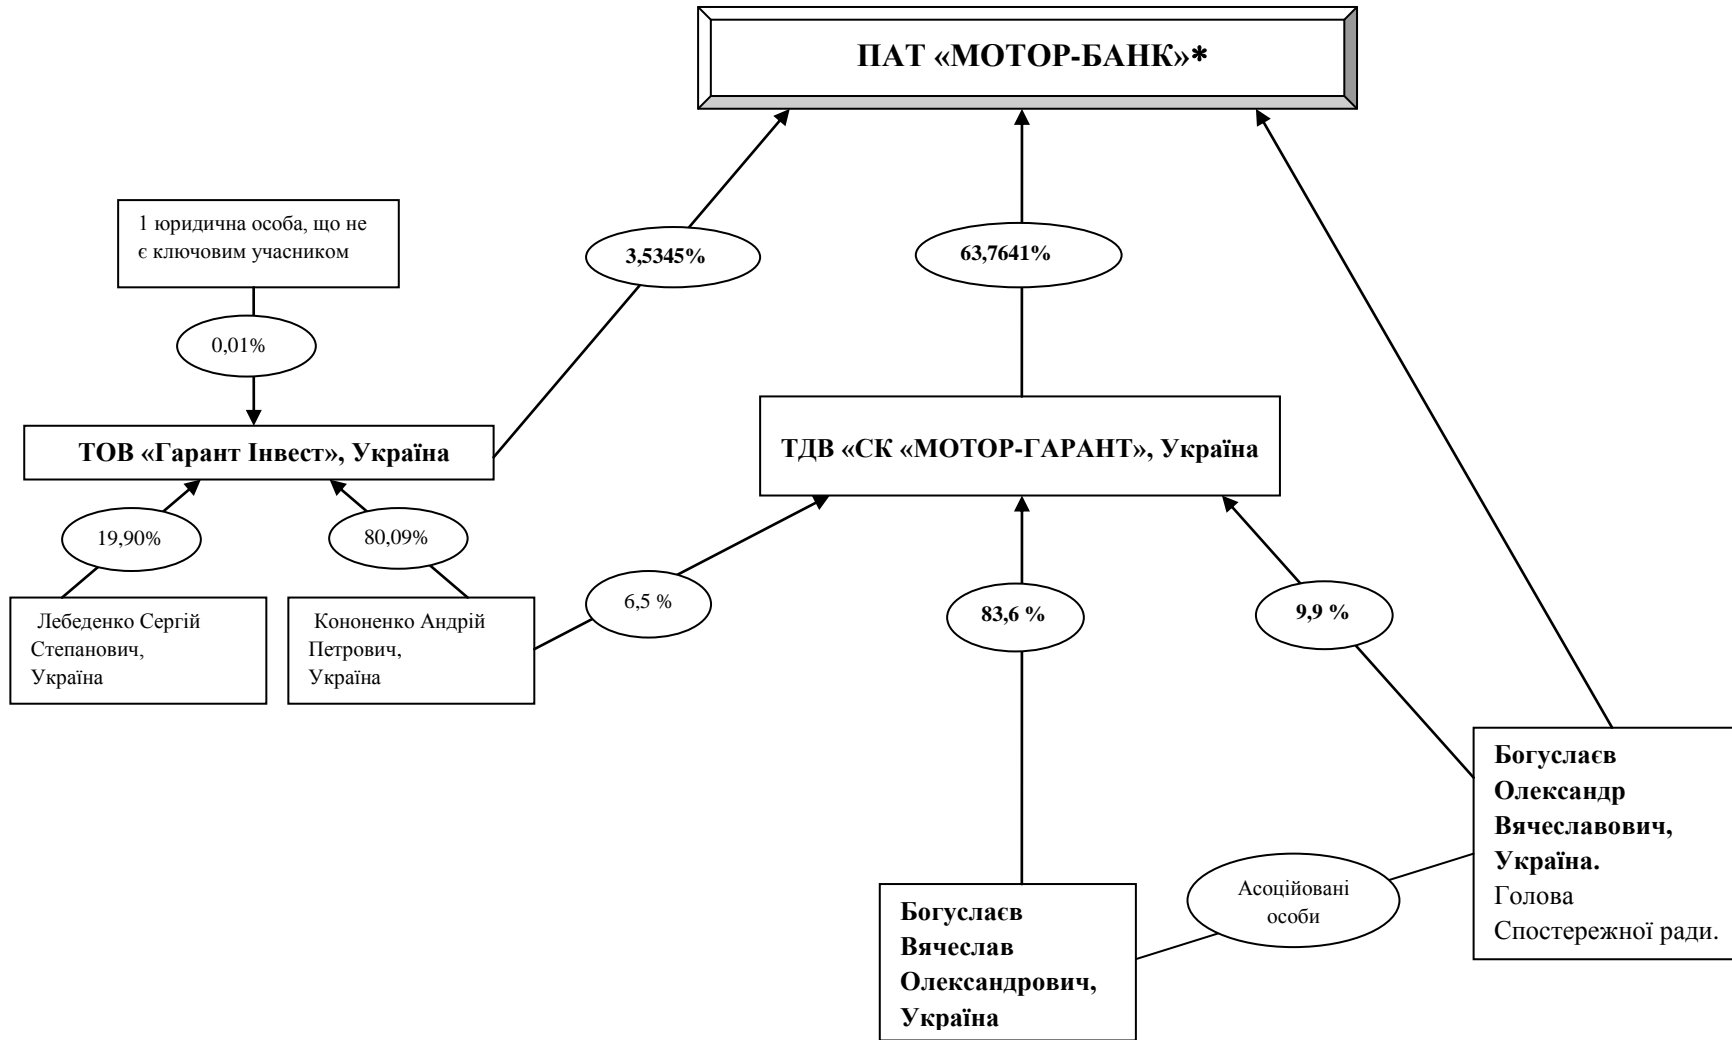 ПАТ «МОТОР-БАНК»*
1 юридична особа, що не
є ключовим учасником
3,5345%
63,7641%
0,01%
ТОВ «Гарант Інвест», Україна
ТДВ «СК «МОТОР-ГАРАНТ», Україна
19,90%
80,09%
6,5 %
83,6 %
9,9 %
Лебеденко Сергій
Степанович,
Україна
Кононенко Андрій
Петрович,
Україна
Богуслаєв
Олександр
Вячеславович,
Україна.
Голова
Спостережної ради.
Асоційовані
особи
Богуслаєв
Вячеслав
Олександрович,
Україна